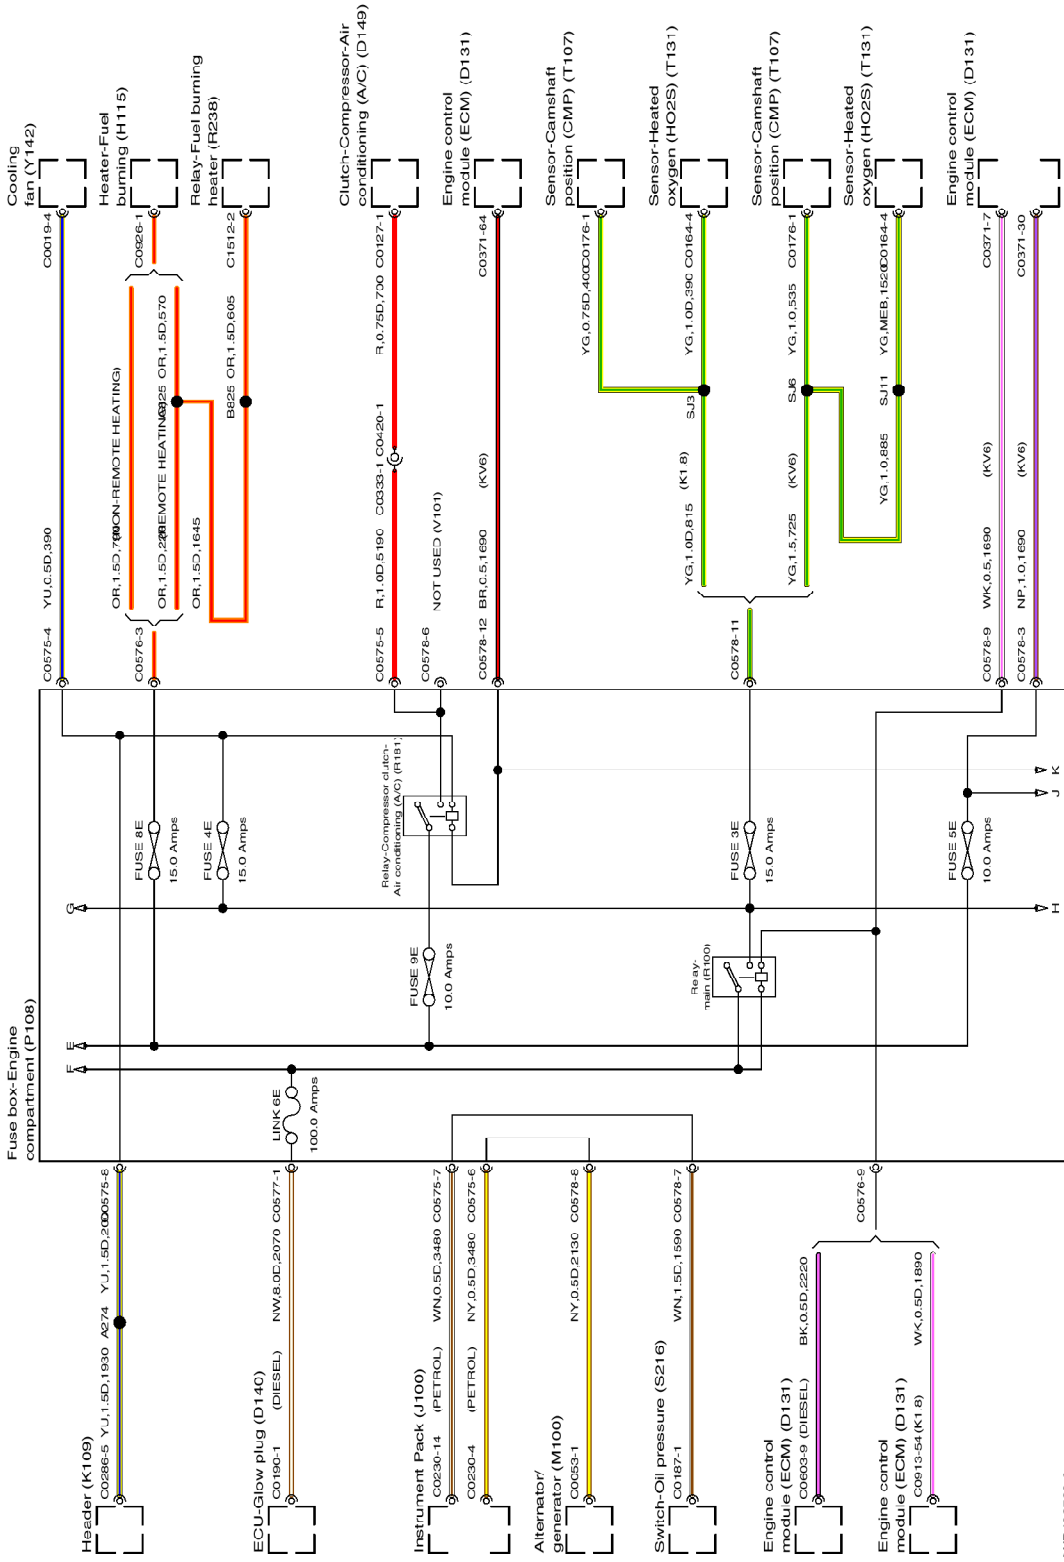 Cooling
fan (Y142)
C0019-4
YU,0.5D,390
C0575-4
Heater-Fuel
burning (H115)
C0926-1
OR,1.5D,790
(NON-REMOTE HEATING)
OR,1.5D,570
OR,1.5D,220
(REMOTE HEATING)
OR,1.5D,1645
C0576-3
Relay-Fuel burning
heater (R238)
C1512-2
OR,1.5D,605
B825
Clutch-Compressor-Air
conditioning (A/C) (D149)
C0127-1
R,0.75D,700
C0420-1
C0333-1
R,1.0D,5190
C0575-5
NOT USED (V101)
C0578-6
Engine control
module (ECM) (D131)
C0371-64
(KV6)
BR,0.5,1690
C0578-12
Sensor-Camshaft
position (CMP) (T107)
C0176-1
YG,0.75D,400
Sensor-Heated
oxygen (HO2S) (T131)
C0164-4
YG,1.0D,390
SJ3
(K1 8)
YG,1.0D,815
C0578-11
Sensor-Camshaft
position (CMP) (T107)
C0176-1
YG,1.0,535
SJ6
(KV6)
YG,1.5,725
Sensor-Heated
oxygen (HO2S) (T131)
C0164-4
YG,MEB,1520
SJ11
YG,1.0,885
Engine control
module (ECM) (D131)
C0371-7
C0371-30
(KV6)
(KV6)
WK,0.5,1690
NP,1.0,1690
C0578-9
C0578-3
Fuse box-Engine
compartment (P108)
FUSE 8E
15.0 Amps
FUSE 4E
15.0 Amps
Relay-Compressor clutch-
Air conditioning (A/C) (R181)
FUSE 3E
15.0 Amps
FUSE 5E
10.0 Amps
K
J
G
H
FUSE 9E
10.0 Amps
Relay-
main (R100)
E
F
LINK 6E
100.0 Amps
C0575-8
YU,1.5D,200
A274
YU,1.5D,1930
C0286-5
Header (K109)
C0577-1
NW,8.0D,2070
(DIESEL)
C0190-1
ECU-Glow plug (D140)
C0575-7
WN,0.5D,3480
(PETROL)
C0230-14
C0575-6
NY,0.5D,3480
(PETROL)
C0230-4
Instrument Pack (J100)
C0578-8
NY,0.5D,2130
C0053-1
Alternator/
generator (M100)
C0578-7
WN,1.5D,1590
C0187-1
Switch-Oil pressure (S216)
C0576-9
BK,0.5D,2220
C0603-9 (DIESEL)
Engine control
module (ECM) (D131)
WK,0.5D,1890
C0913-54 (K1 8)
Engine control
module (ECM) (D131)